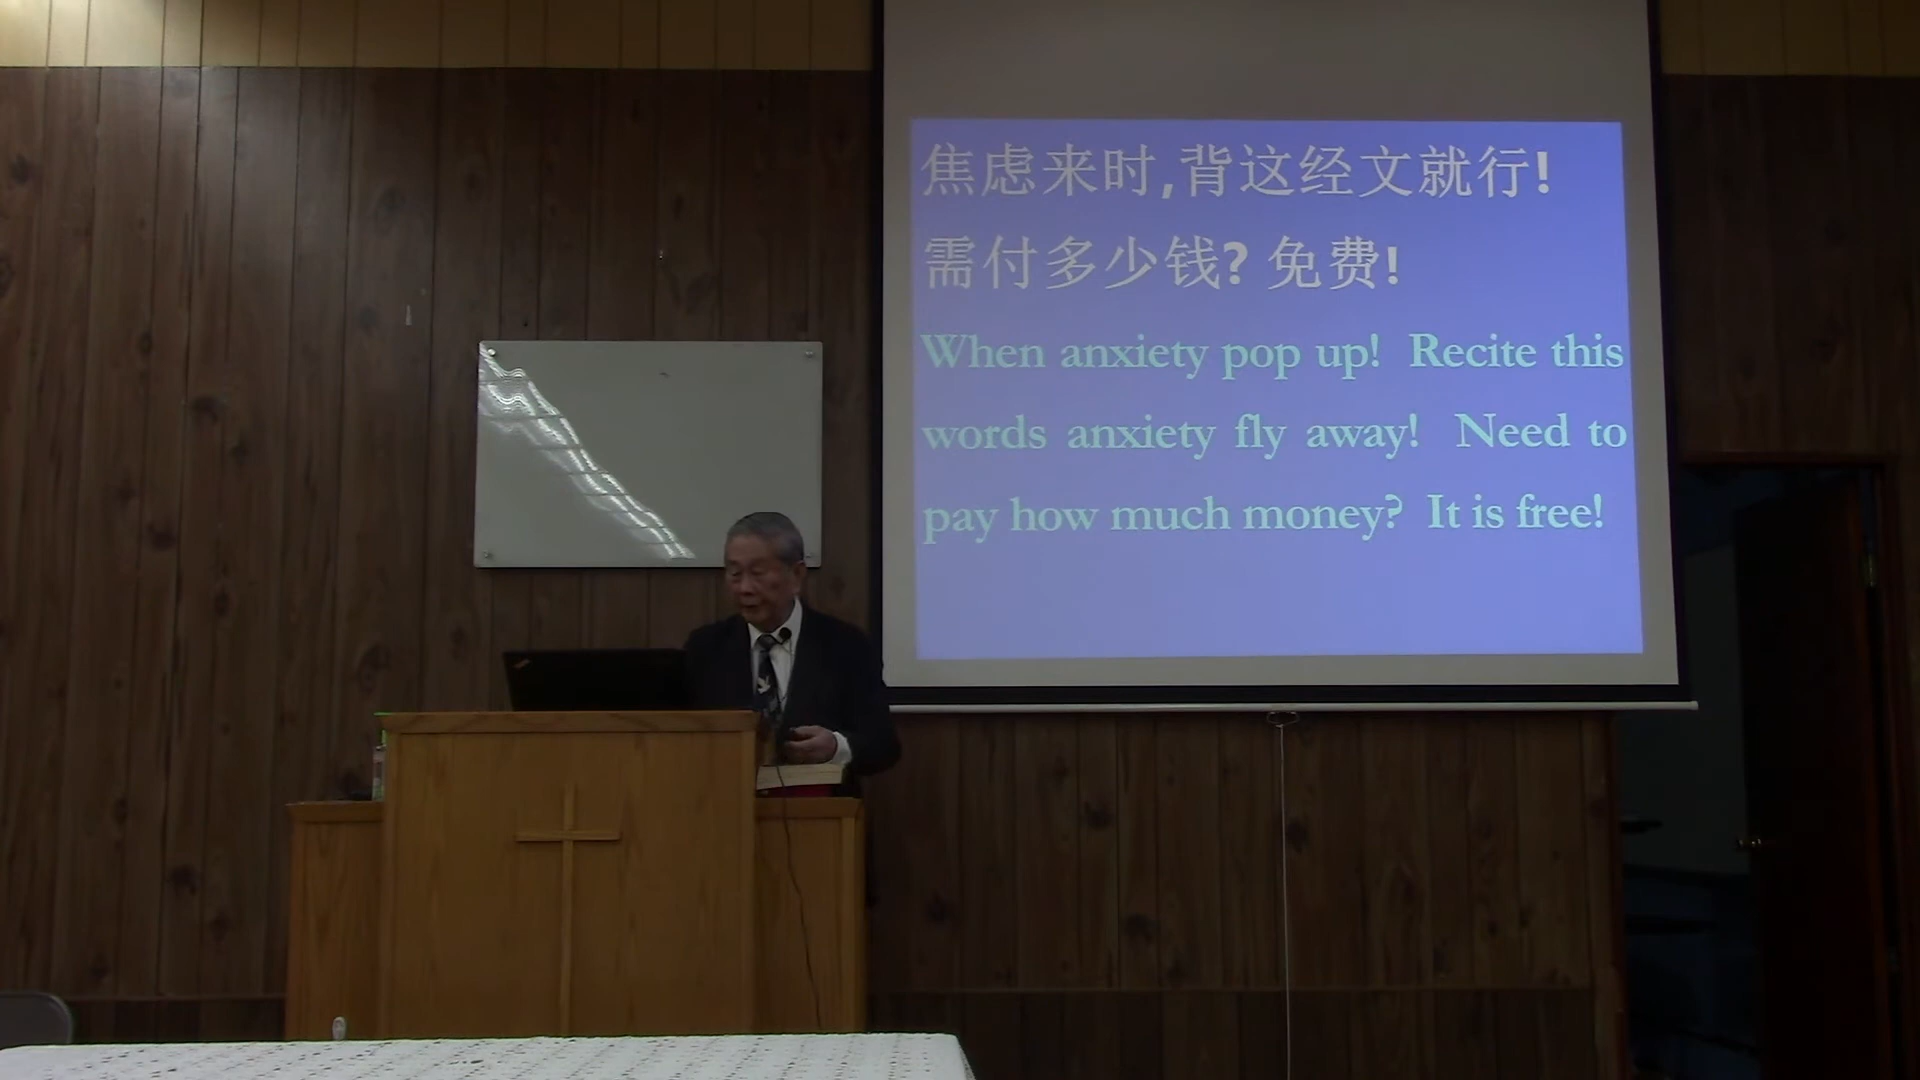 焦虑来时,背这经文就行!
需付多少钱? 免费!
When anxiety pop up!  Recite this
words anxiety fly away!  Need to
pay how much money?  It is free!